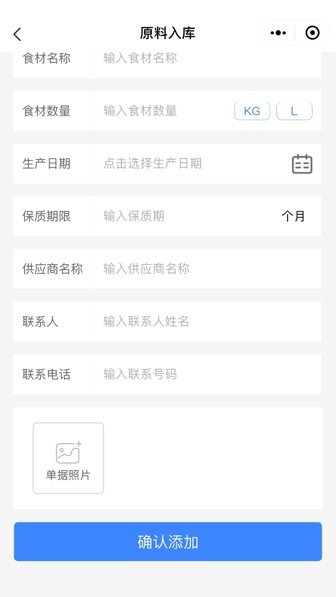 原料入库
食材名称 输入食材名称
食材数量 输入食材数量 KG L
生产日期 点击选择生产日期
保质期限 输入保质期 个月
供应商名称 输入供应商名称
联系人 输入联系人姓名
联系电话 输入联系号码
单据照片
确认添加